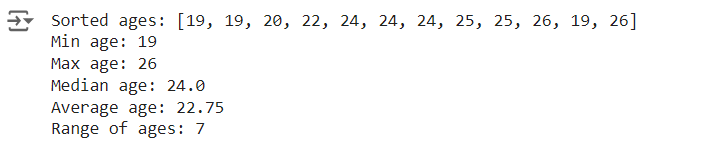 Sorted ages: [19, 19, 20, 22, 24, 24, 24, 25, 25, 26, 19, 26]
Min age: 19
Max age: 26
Median age: 24.0
Average age: 22.75
Range of ages: 7